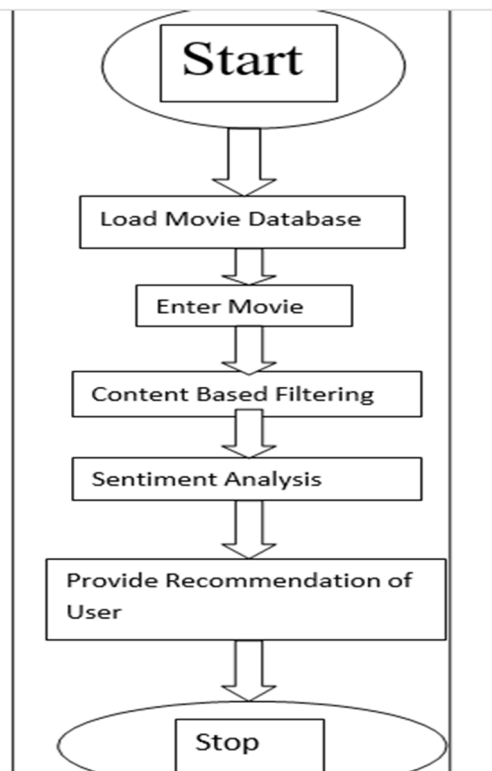 Start
Load Movie Database
Enter Movie
Content Based Filtering
Sentiment Analysis
Provide Recommendation of
User
Stop